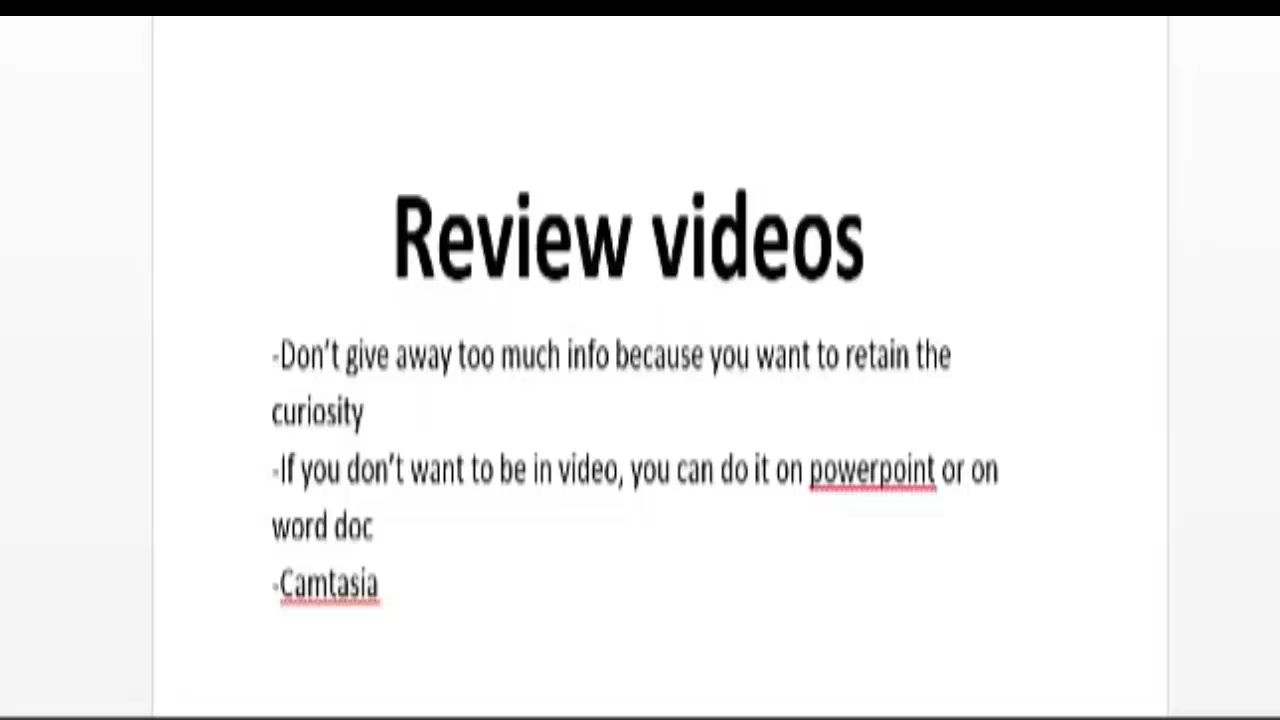 Review videos
-Don’t give away too much info because you want to retain the
curiosity
-If you don’t want to be in video, you can do it on powerpoint or on
word doc
-Camtasia